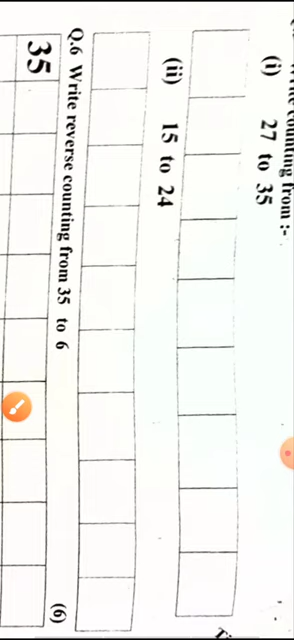 counting from :-
(i) 27 to 35
(ii) 15 to 24
Q.6 Write reverse counting from 35 to 6 (6)
35